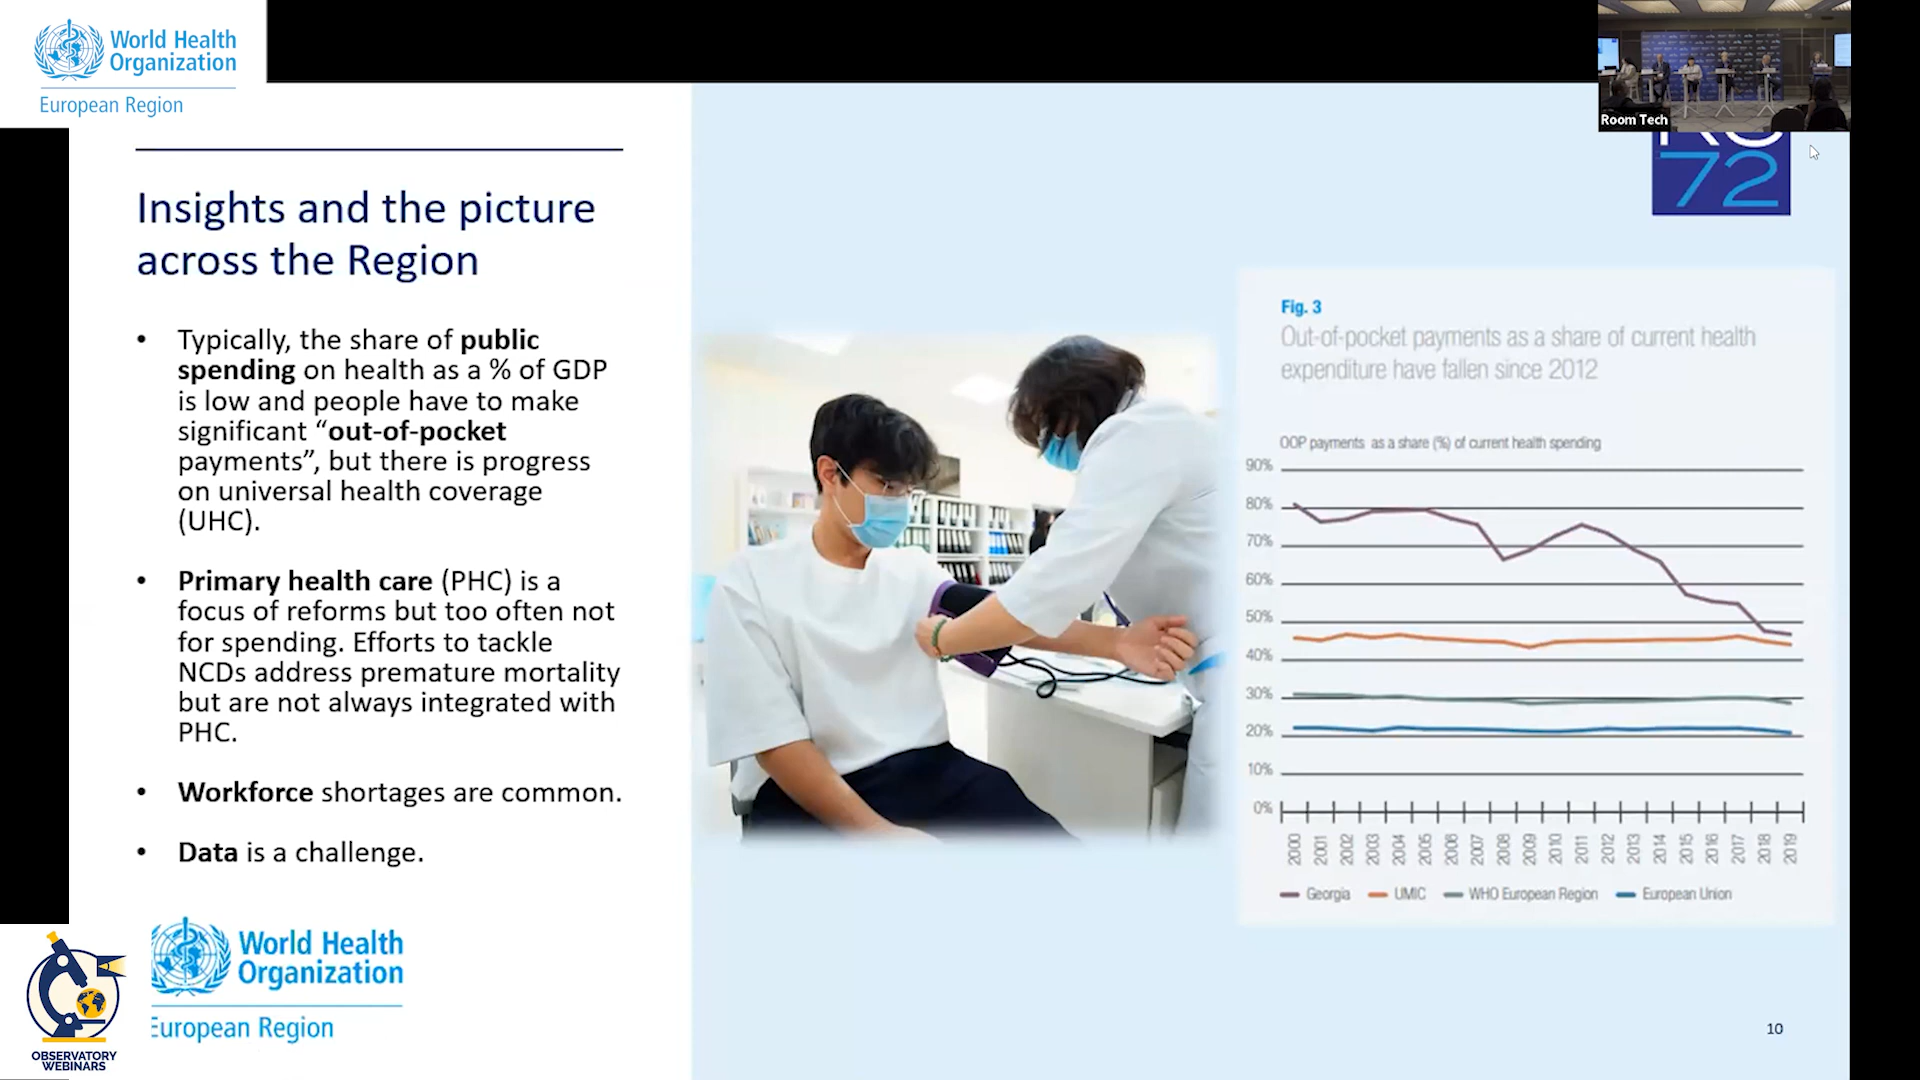 World Health
Organization
European Region
Room Tech
72
Insights and the picture
across the Region
• Typically, the share of public
spending on health as a % of GDP
is low and people have to make
significant “out-of-pocket
payments”, but there is progress
on universal health coverage
(UHC).
• Primary health care (PHC) is a
focus of reforms but too often not
for spending. Efforts to tackle
NCDs address premature mortality
but are not always integrated with
PHC.
• Workforce shortages are common.
• Data is a challenge.
Fig. 3
Out-of-pocket payments as a share of current health
expenditure have fallen since 2012
OOP payments as a share (%) of current health spending
90%
80%
70%
60%
50%
40%
30%
20%
10%
0%
2000 2001 2002 2003 2004 2005 2006 2007 2008 2009 2010 2011 2012 2013 2014 2015 2016 2017 2018 2019
Georgia UMIC WHO European Region European Union
World Health
Organization
European Region
OBSERVATORY
WEBINARS
10